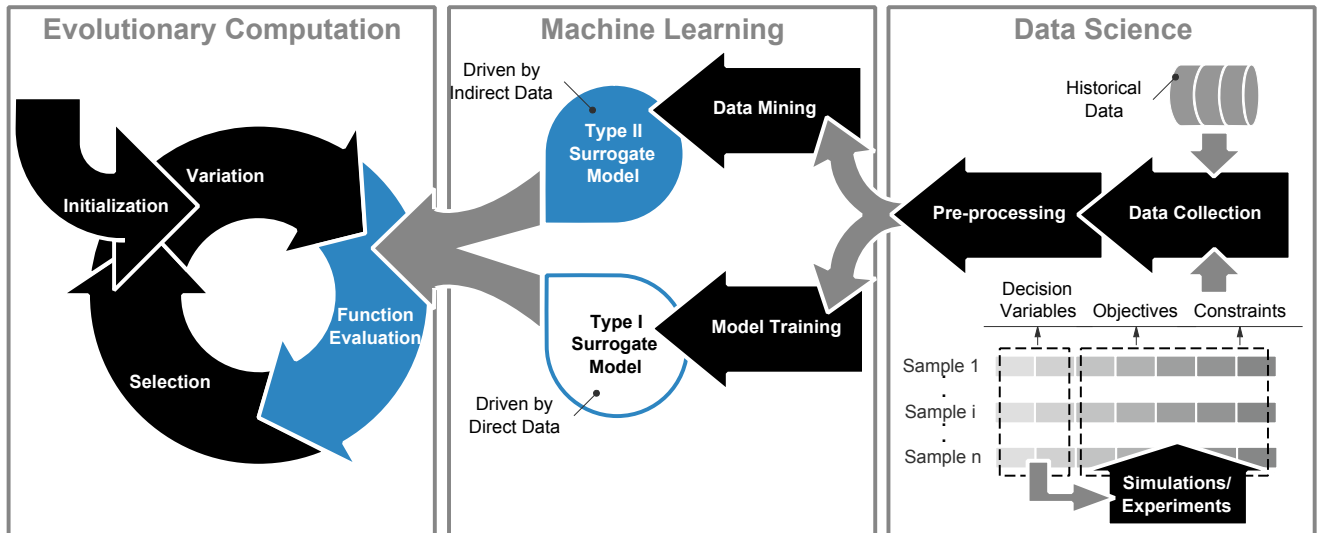 Evolutionary Computation
Variation
Initialization
Function
Evaluation
Selection
Machine Learning
Driven by
Indirect Data
Data Mining
Type II
Surrogate
Model
Type I
Surrogate
Model
Model Training
Driven by
Direct Data
Data Science
Historical
Data
Pre-processing
Data Collection
Decision
Variables
Objectives
Constraints
Sample 1
.
.
Sample i
.
.
Sample n
Simulations/
Experiments